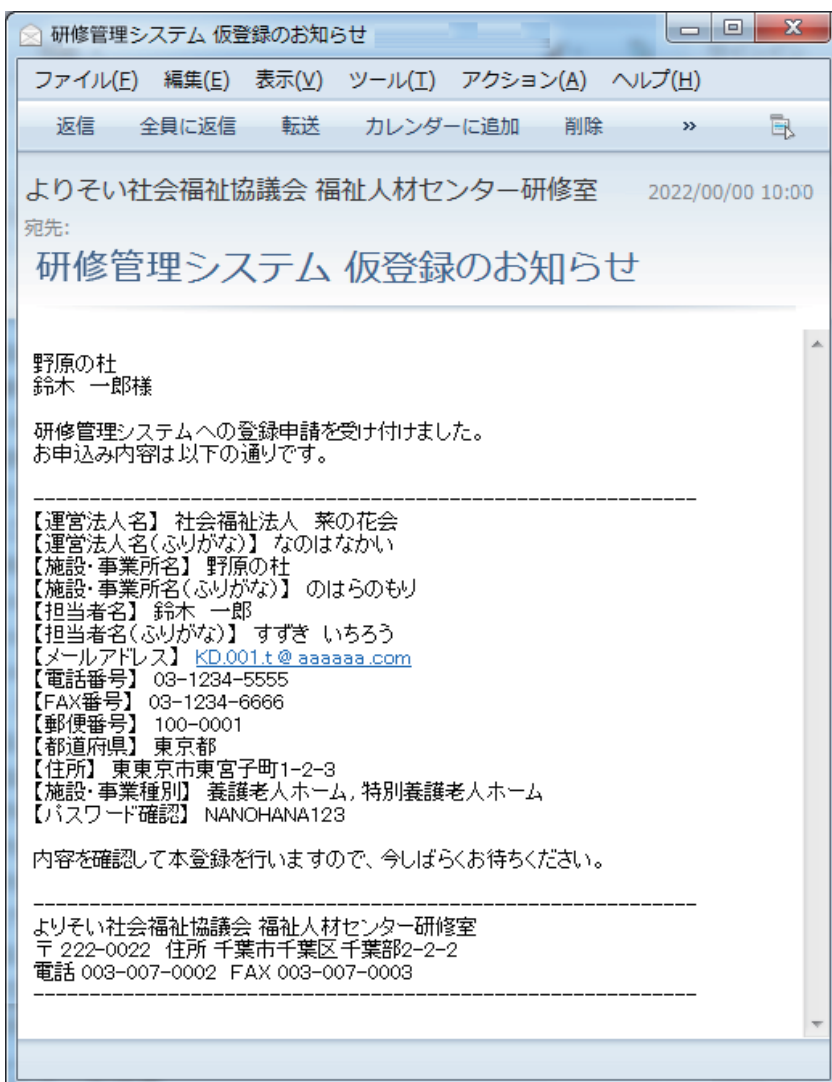 研修管理システム 仮登録のお知らせ
ファイル(F) 編集(E) 表示(V) ツール(T) アクション(A) ヘルプ(H)
返信 全員に返信 転送 カレンダーに追加 削除 »
よりそい社会福祉協議会 福祉人材センター研修室 2022/00/00 10:00
宛先:
研修管理システム 仮登録のお知らせ
野原の杜
鈴木 一郎様
研修管理システムへの登録申請を受け付けました。
お申込み内容は以下の通りです。
------------------------------------------------------------
【運営法人名】 社会福祉法人 菜の花会
【運営法人名(ふりがな)】 なのはなかい
【施設・事業所名】 野原の杜
【施設・事業所名(ふりがな)】 のはらのもり
【担当者名】 鈴木 一郎
【担当者名(ふりがな)】 すずき いちろう
【メールアドレス】 KD.001.t@aaaaaa.com
【電話番号】 03-1234-5555
【FAX番号】 03-1234-6666
【郵便番号】 100-0001
【都道府県】 東京都
【住所】 東東京市東宮子町1-2-3
【施設・事業種別】 養護老人ホーム, 特別養護老人ホーム
【パスワード確認】 NANOHANA123
内容を確認して本登録を行いますので、今しばらくお待ちください。
------------------------------------------------------------
よりそい社会福祉協議会 福祉人材センター研修室
〒 222-0022 住所 千葉市千葉区千葉部2-2-2
電話 003-007-0002 FAX 003-007-0003
------------------------------------------------------------